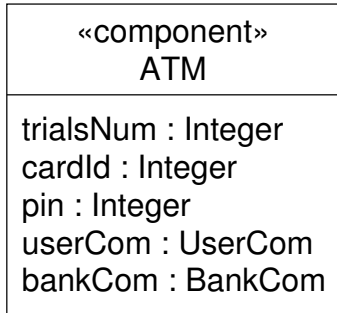 «component»
ATM
trialsNum : Integer
cardId : Integer
pin : Integer
userCom : UserCom
bankCom : BankCom